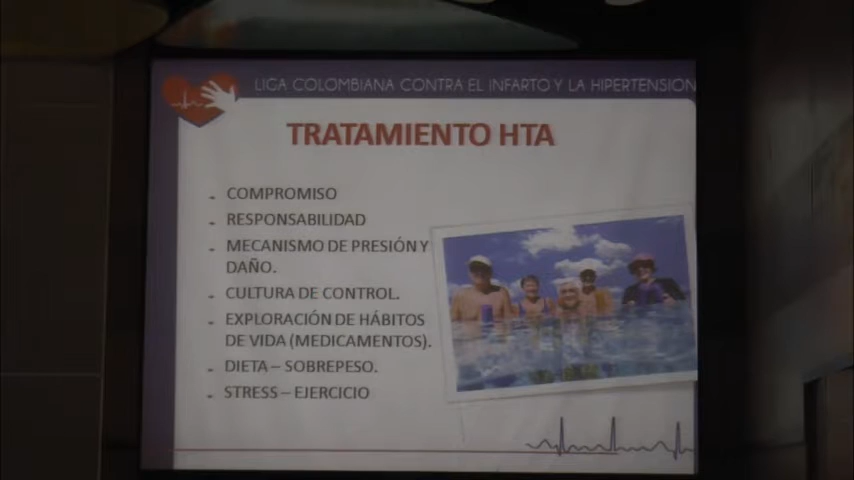 LIGA COLOMBIANA CONTRA EL INFARTO Y LA HIPERTENSION
TRATAMIENTO HTA
- COMPROMISO
- RESPONSABILIDAD
- MECANISMO DE PRESIÓN Y
DAÑO.
- CULTURA DE CONTROL.
- EXPLORACIÓN DE HÁBITOS
DE VIDA (MEDICAMENTOS).
- DIETA – SOBREPESO.
- STRESS – EJERCICIO